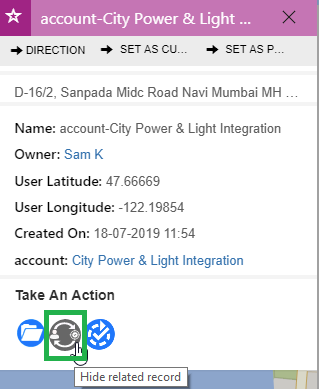 account-City Power & Light ...
DIRECTION SET AS CU... SET AS P...
D-16/2, Sanpada Midc Road Navi Mumbai MH ...
Name: account-City Power & Light Integration
Owner: Sam K
User Latitude: 47.66669
User Longitude: -122.19854
Created On: 18-07-2019 11:54
account: City Power & Light Integration
Take An Action
Hide related record